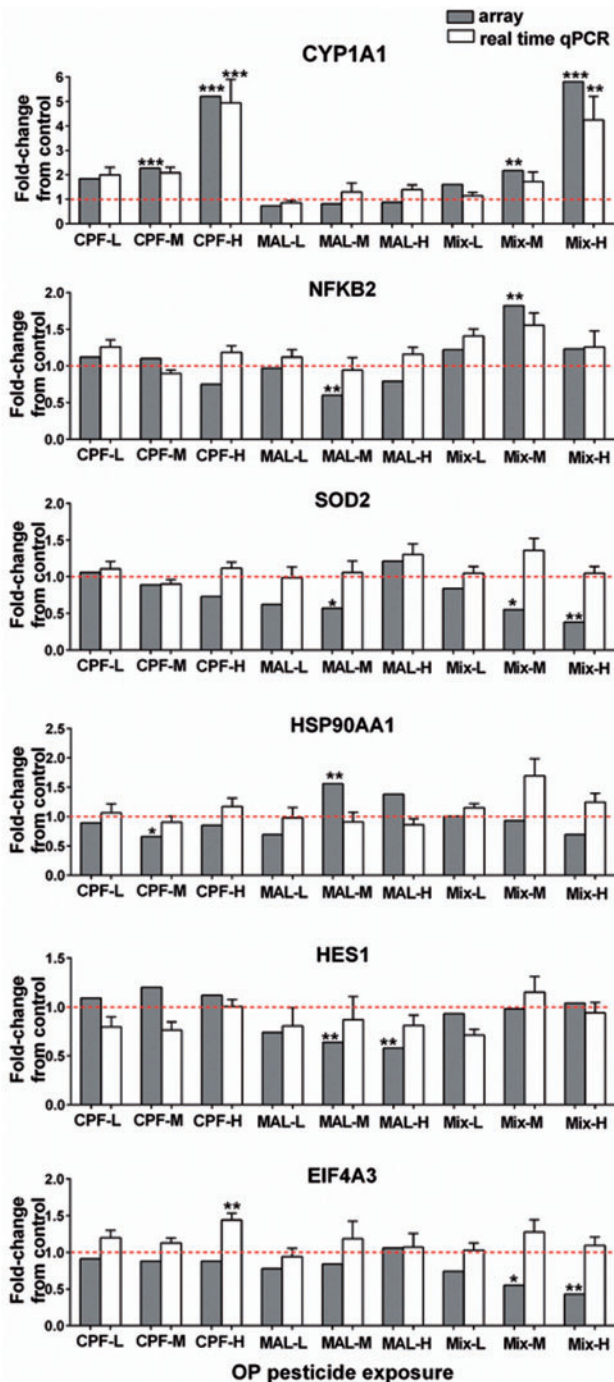 array
real time qPCR
CYP1A1
Fold-change
from control
6
5
4
3
2
1
0
*** *** *** ** *** **
CPF-L CPF-M CPF-H MAL-L MAL-M MAL-H Mix-L Mix-M Mix-H
NFKB2
Fold-change
from control
2.0
1.5
1.0
0.5
0.0
** **
CPF-L CPF-M CPF-H MAL-L MAL-M MAL-H Mix-L Mix-M Mix-H
SOD2
Fold-change
from control
2.0
1.5
1.0
0.5
0.0
* * **
CPF-L CPF-M CPF-H MAL-L MAL-M MAL-H Mix-L Mix-M Mix-H
HSP90AA1
Fold-change
from control
2.5
2.0
1.5
1.0
0.5
0.0
* **
CPF-L CPF-M CPF-H MAL-L MAL-M MAL-H Mix-L Mix-M Mix-H
HES1
Fold-change
from control
1.5
1.0
0.5
0.0
** **
CPF-L CPF-M CPF-H MAL-L MAL-M MAL-H Mix-L Mix-M Mix-H
EIF4A3
Fold-change
from control
2.0
1.5
1.0
0.5
0.0
** * **
CPF-L CPF-M CPF-H MAL-L MAL-M MAL-H Mix-L Mix-M Mix-H
OP pesticide exposure